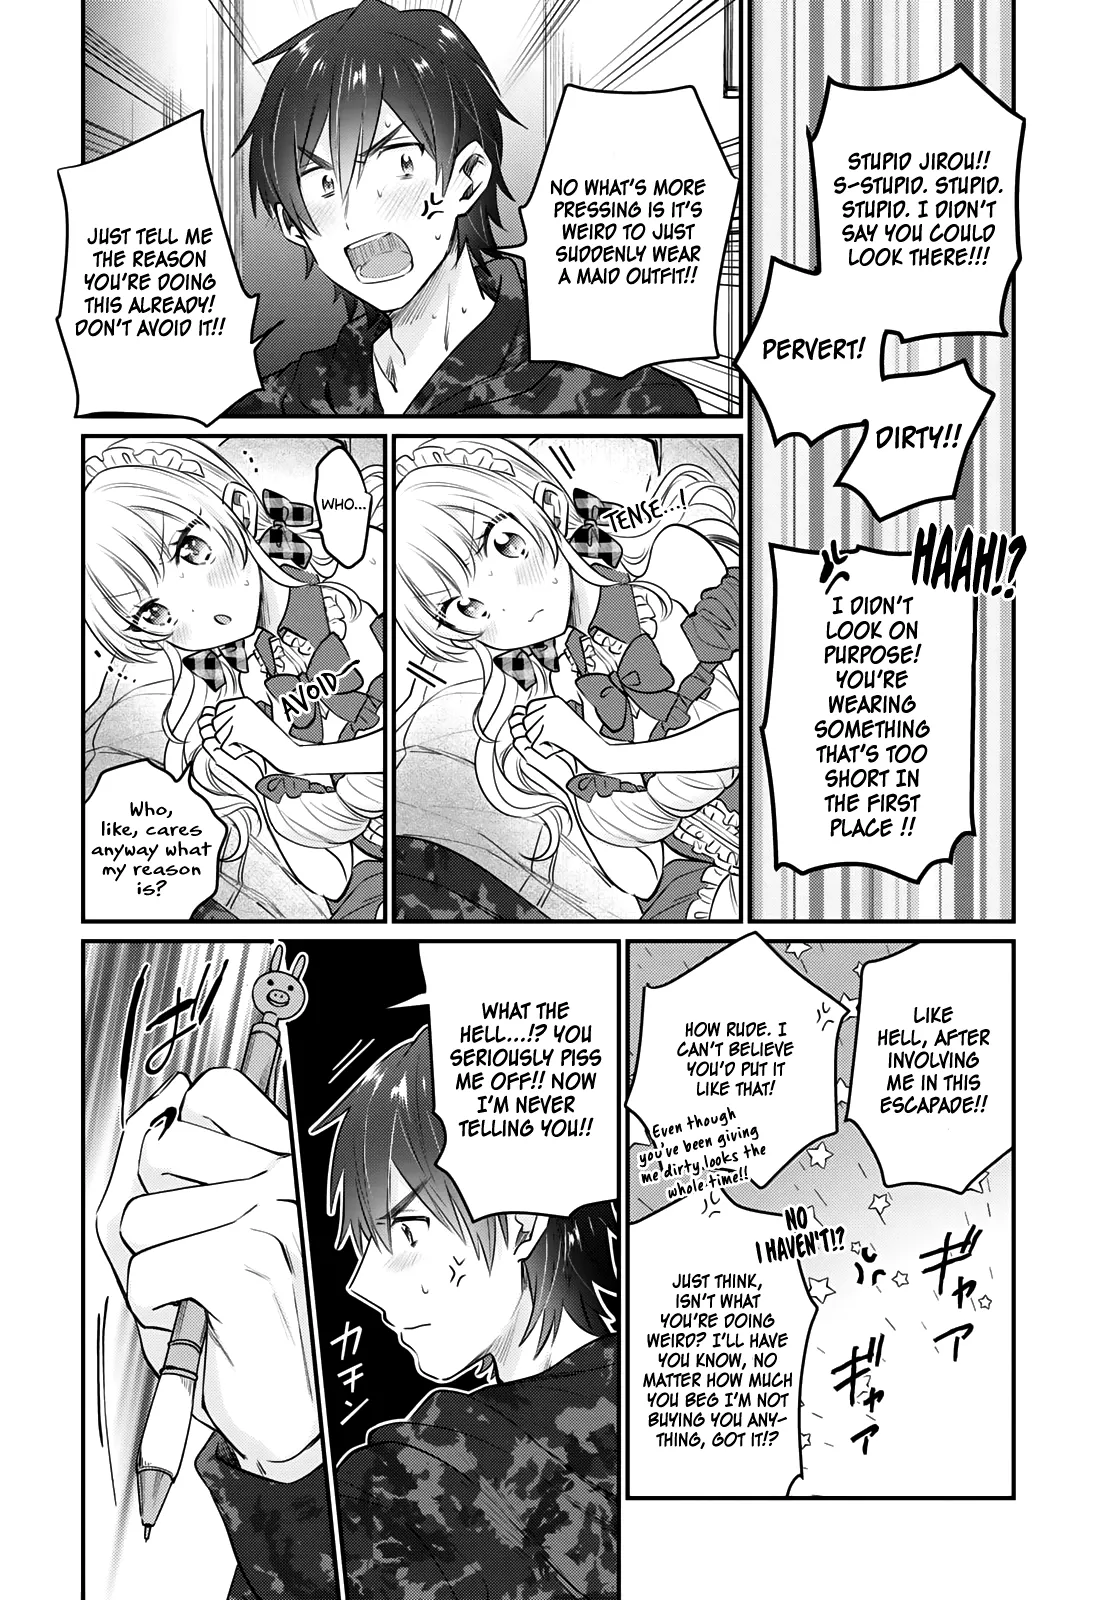 STUPID JIROU!!
S-STUPID. STUPID.
STUPID. I DIDN'T
SAY YOU COULD
LOOK THERE!!!
PERVERT!
DIRTY!!
HAAH!?
I DIDN'T
LOOK ON
PURPOSE!
YOU'RE
WEARING
SOMETHING
THAT'S TOO
SHORT IN
THE FIRST
PLACE !!
NO WHAT'S MORE
PRESSING IS IT'S
WEIRD TO JUST
SUDDENLY WEAR
A MAID OUTFIT!!
JUST TELL ME
THE REASON
YOU'RE DOING
THIS ALREADY!
DON'T AVOID IT!!
TENSE...!
WHO...
AVOID~
Who,
like, cares
anyway what
my reason
is?
LIKE
HELL, AFTER
INVOLVING
ME IN THIS
ESCAPADE!!
HOW RUDE. I
CAN'T BELIEVE
YOU'D PUT IT
LIKE THAT!
Even though
you've been giving
me dirty looks the
whole time!!
NO
I HAVEN'T!?
ギャア
ギャア
JUST THINK,
ISN'T WHAT
YOU'RE DOING
WEIRD? I'LL HAVE
YOU KNOW, NO
MATTER HOW MUCH
YOU BEG I'M NOT
BUYING YOU ANY-
THING, GOT IT!?
WHAT THE
HELL...!? YOU
SERIOUSLY PISS
ME OFF!! NOW
I'M NEVER
TELLING YOU!!
カチン
ばっ